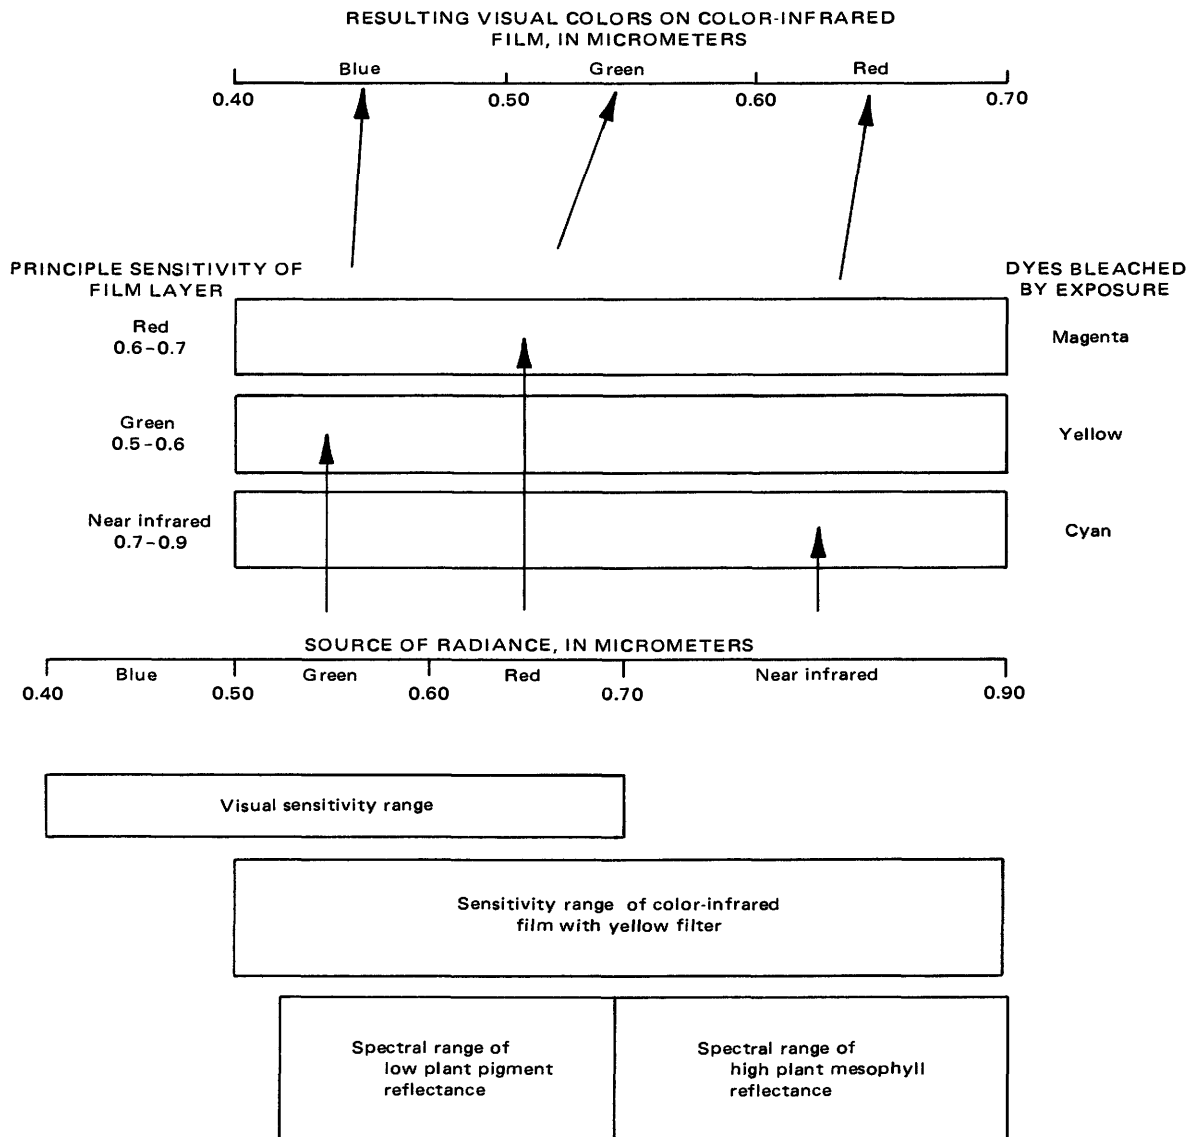 RESULTING VISUAL COLORS ON COLOR-INFRARED
FILM, IN MICROMETERS
Blue Green Red
0.40 0.50 0.60 0.70
PRINCIPLE SENSITIVITY OF
FILM LAYER
DYES BLEACHED
BY EXPOSURE
Red
0.6-0.7
Magenta
Green
0.5-0.6
Yellow
Near infrared
0.7-0.9
Cyan
SOURCE OF RADIANCE, IN MICROMETERS
Blue Green Red Near infrared
0.40 0.50 0.60 0.70 0.90
Visual sensitivity range
Sensitivity range of color-infrared
film with yellow filter
Spectral range of
low plant pigment
reflectance
Spectral range of
high plant mesophyll
reflectance